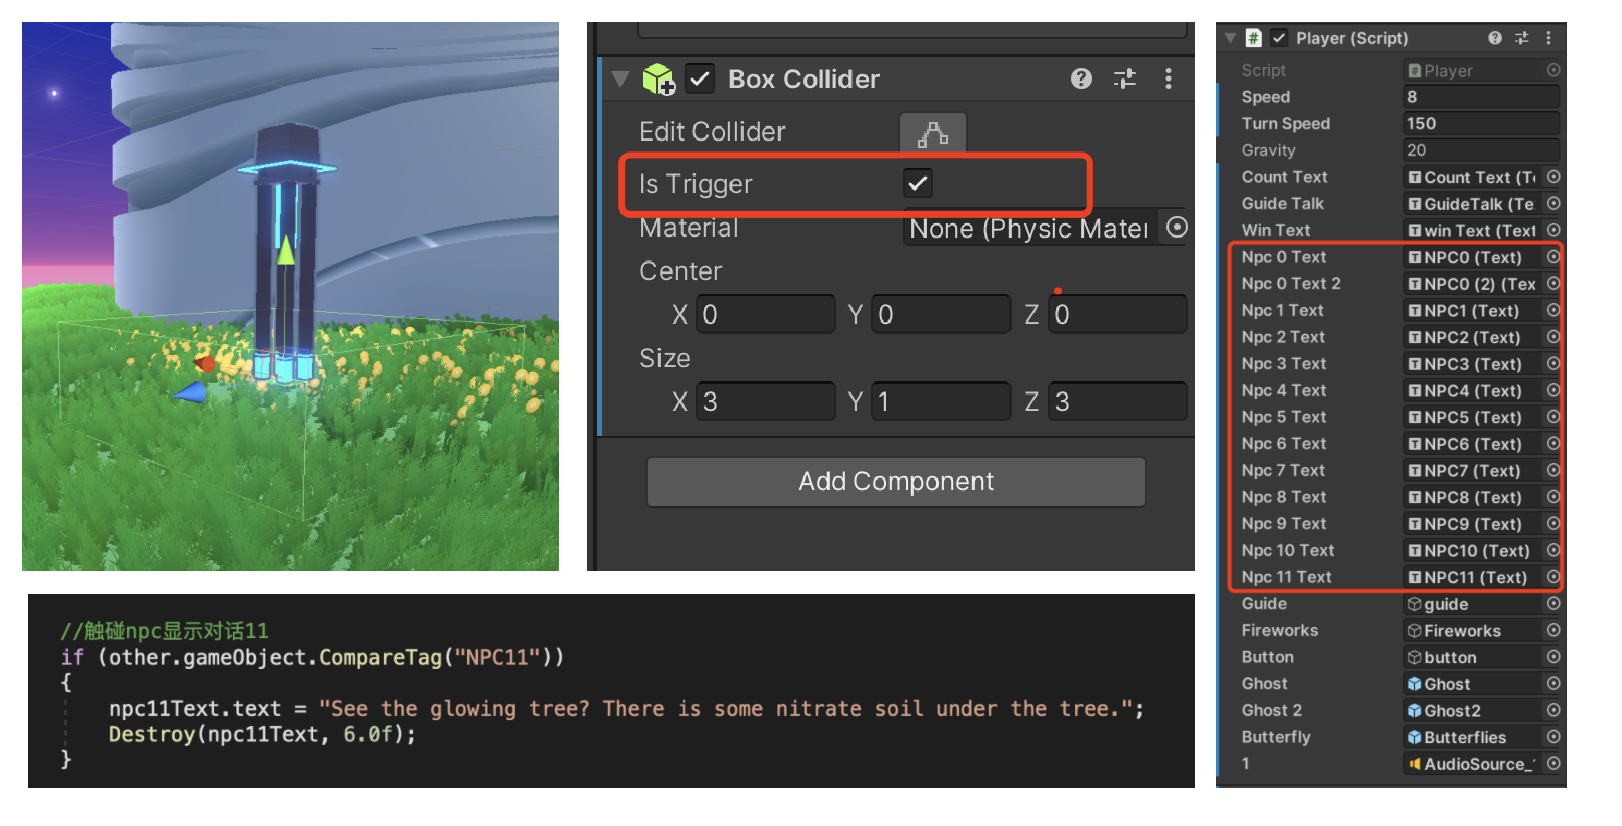 Box Collider
Edit Collider
Is Trigger
Material None (Physic Mater
Center
X 0 Y 0 Z 0
Size
X 3 Y 1 Z 3
Add Component
Player (Script)
Script Player
Speed 8
Turn Speed 150
Gravity 20
Count Text Count Text (T
Guide Talk GuideTalk (Te
Win Text win Text (Text
Npc 0 Text NPC0 (Text)
Npc 0 Text 2 NPC0 (2) (Tex
Npc 1 Text NPC1 (Text)
Npc 2 Text NPC2 (Text)
Npc 3 Text NPC3 (Text)
Npc 4 Text NPC4 (Text)
Npc 5 Text NPC5 (Text)
Npc 6 Text NPC6 (Text)
Npc 7 Text NPC7 (Text)
Npc 8 Text NPC8 (Text)
Npc 9 Text NPC9 (Text)
Npc 10 Text NPC10 (Text)
Npc 11 Text NPC11 (Text)
Guide guide
Fireworks Fireworks
Button button
Ghost Ghost
Ghost 2 Ghost2
Butterfly Butterflies
1 AudioSource_
//触碰npc显示对话11
if (other.gameObject.CompareTag("NPC11"))
{
npc11Text.text = "See the glowing tree? There is some nitrate soil under the tree.";
Destroy(npc11Text, 6.0f);
}